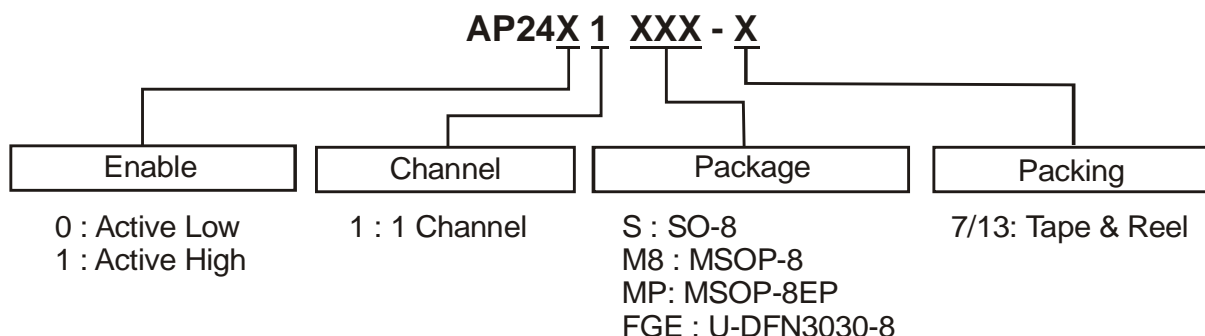 AP24X 1 XXX - X
Enable Channel Package Packing
0 : Active Low 1 : 1 Channel S : SO-8 7/13: Tape & Reel
1 : Active High M8 : MSOP-8
MP: MSOP-8EP
FGE : U-DFN3030-8